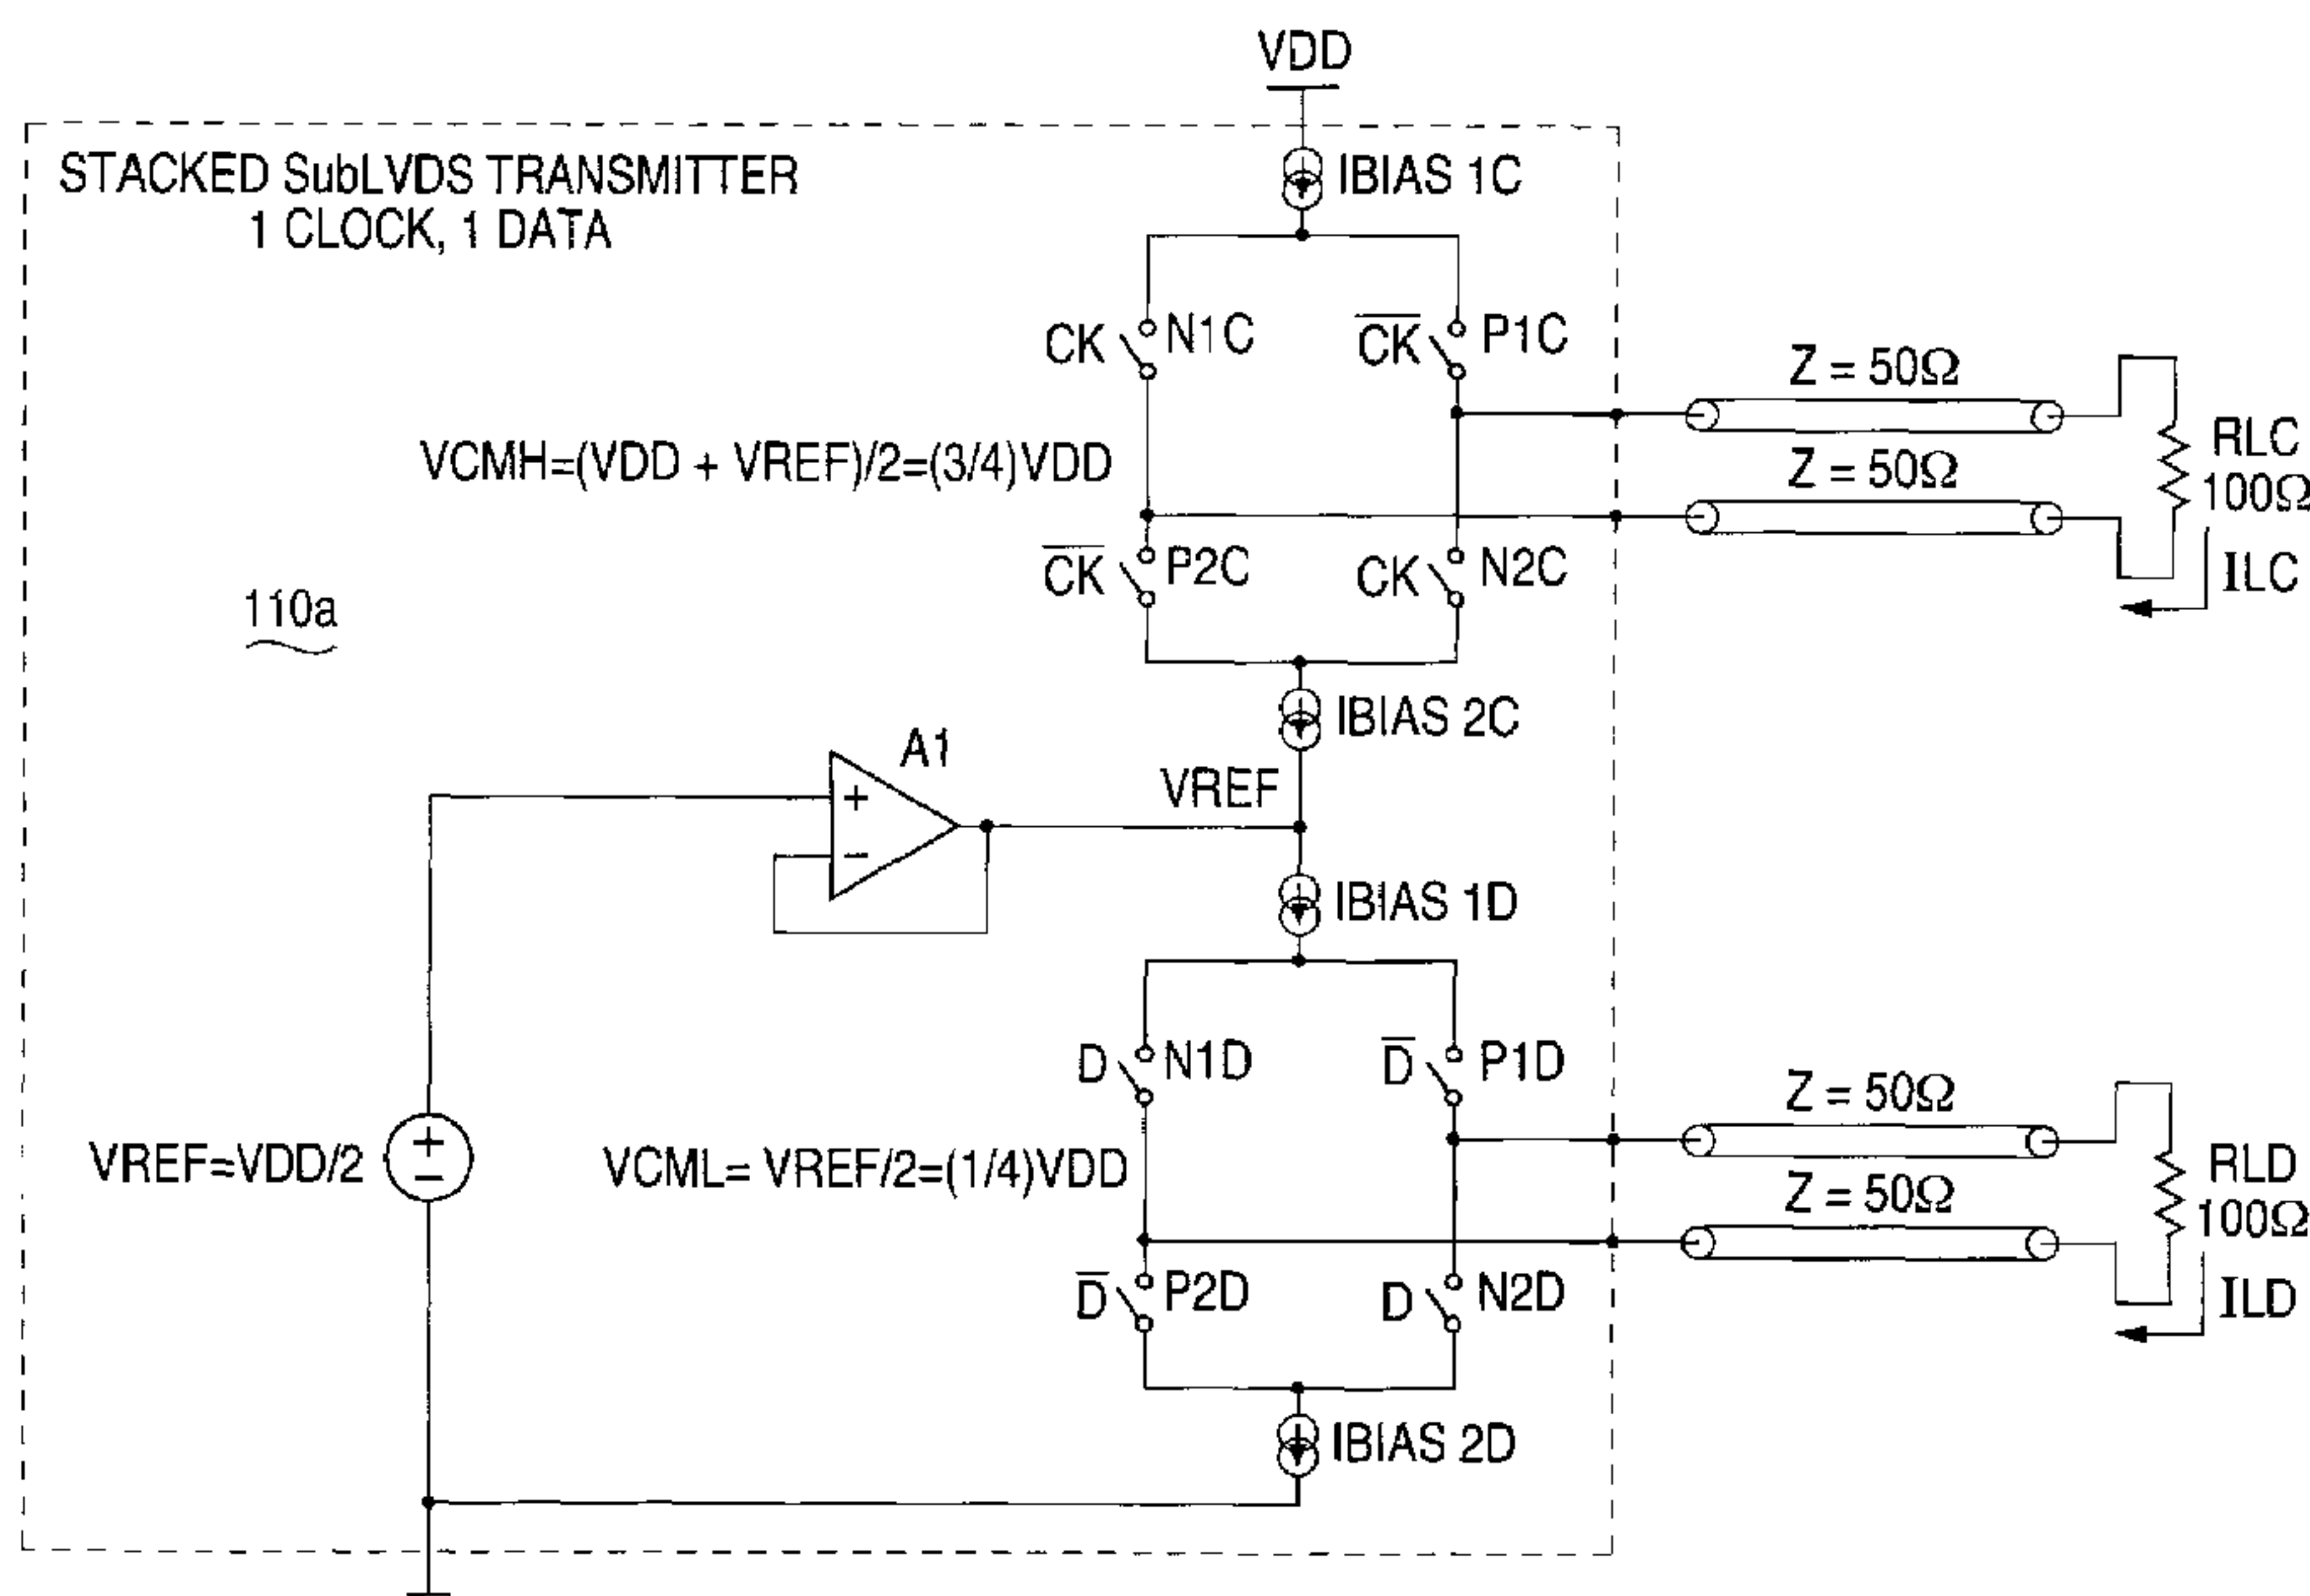 VDD
STACKED SubLVDS TRANSMITTER
1 CLOCK, 1 DATA
IBIAS 1C
CK N1C
C̅K̅ P1C
Z = 50Ω
VCMH=(VDD + VREF)/2=(3/4)VDD
Z = 50Ω
RLC
100Ω
C̅K̅ P2C
CK N2C
ILC
110a
IBIAS 2C
A1
+
−
VREF
IBIAS 1D
D N1D
D̅ P1D
Z = 50Ω
VREF=VDD/2
+
−
VCML= VREF/2=(1/4)VDD
Z = 50Ω
RLD
100Ω
D̅ P2D
D N2D
ILD
IBIAS 2D